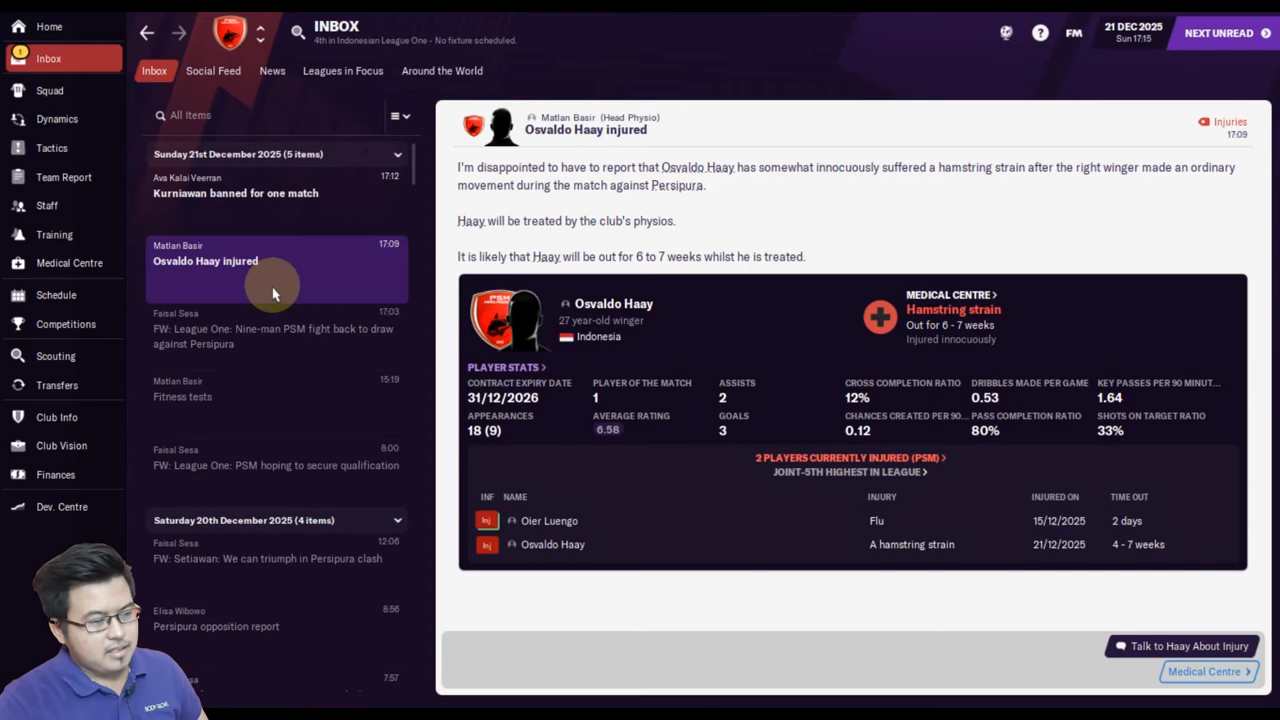 Home
1
Inbox
Squad
Dynamics
Tactics
Team Report
Staff
Training
Medical Centre
Schedule
Competitions
Scouting
Transfers
Club Info
Club Vision
Finances
Dev. Centre
INBOX
4th in Indonesian League One - No fixture scheduled.
?
FM
21 DEC 2025
Sun 17:15
NEXT UNREAD
Inbox
Social Feed
News
Leagues in Focus
Around the World
All Items
Sunday 21st December 2025 (5 items)
Ava Kalai Veerran 17:12
Kurniawan banned for one match
Matlan Basir 17:09
Osvaldo Haay injured
Faisal Sesa 17:03
FW: League One: Nine-man PSM fight back to draw
against Persipura
Matlan Basir 15:19
Fitness tests
Faisal Sesa 8:00
FW: League One: PSM hoping to secure qualification
Saturday 20th December 2025 (4 items)
Faisal Sesa 12:06
FW: Setiawan: We can triumph in Persipura clash
Elisa Wibowo 8:56
Persipura opposition report
7:57
Matlan Basir (Head Physio)
Osvaldo Haay injured
Injuries
17:09
I'm disappointed to have to report that Osvaldo Haay has somewhat innocuously suffered a hamstring strain after the right winger made an ordinary
movement during the match against Persipura.
Haay will be treated by the club's physios.
It is likely that Haay will be out for 6 to 7 weeks whilst he is treated.
PSM
Osvaldo Haay
27 year-old winger
Indonesia
MEDICAL CENTRE >
Hamstring strain
Out for 6 - 7 weeks
Injured innocuously
PLAYER STATS >
CONTRACT EXPIRY DATE PLAYER OF THE MATCH ASSISTS CROSS COMPLETION RATIO DRIBBLES MADE PER GAME KEY PASSES PER 90 MINUT...
31/12/2026 1 2 12% 0.53 1.64
APPEARANCES AVERAGE RATING GOALS CHANCES CREATED PER 90... PASS COMPLETION RATIO SHOTS ON TARGET RATIO
18 (9) 6.58 3 0.12 80% 33%
2 PLAYERS CURRENTLY INJURED (PSM) >
JOINT-5TH HIGHEST IN LEAGUE >
INF NAME INJURY INJURED ON TIME OUT
Inj Oier Luengo Flu 15/12/2025 2 days
Inj Osvaldo Haay A hamstring strain 21/12/2025 4 - 7 weeks
Talk to Haay About Injury
Medical Centre >
BODY GLOVE